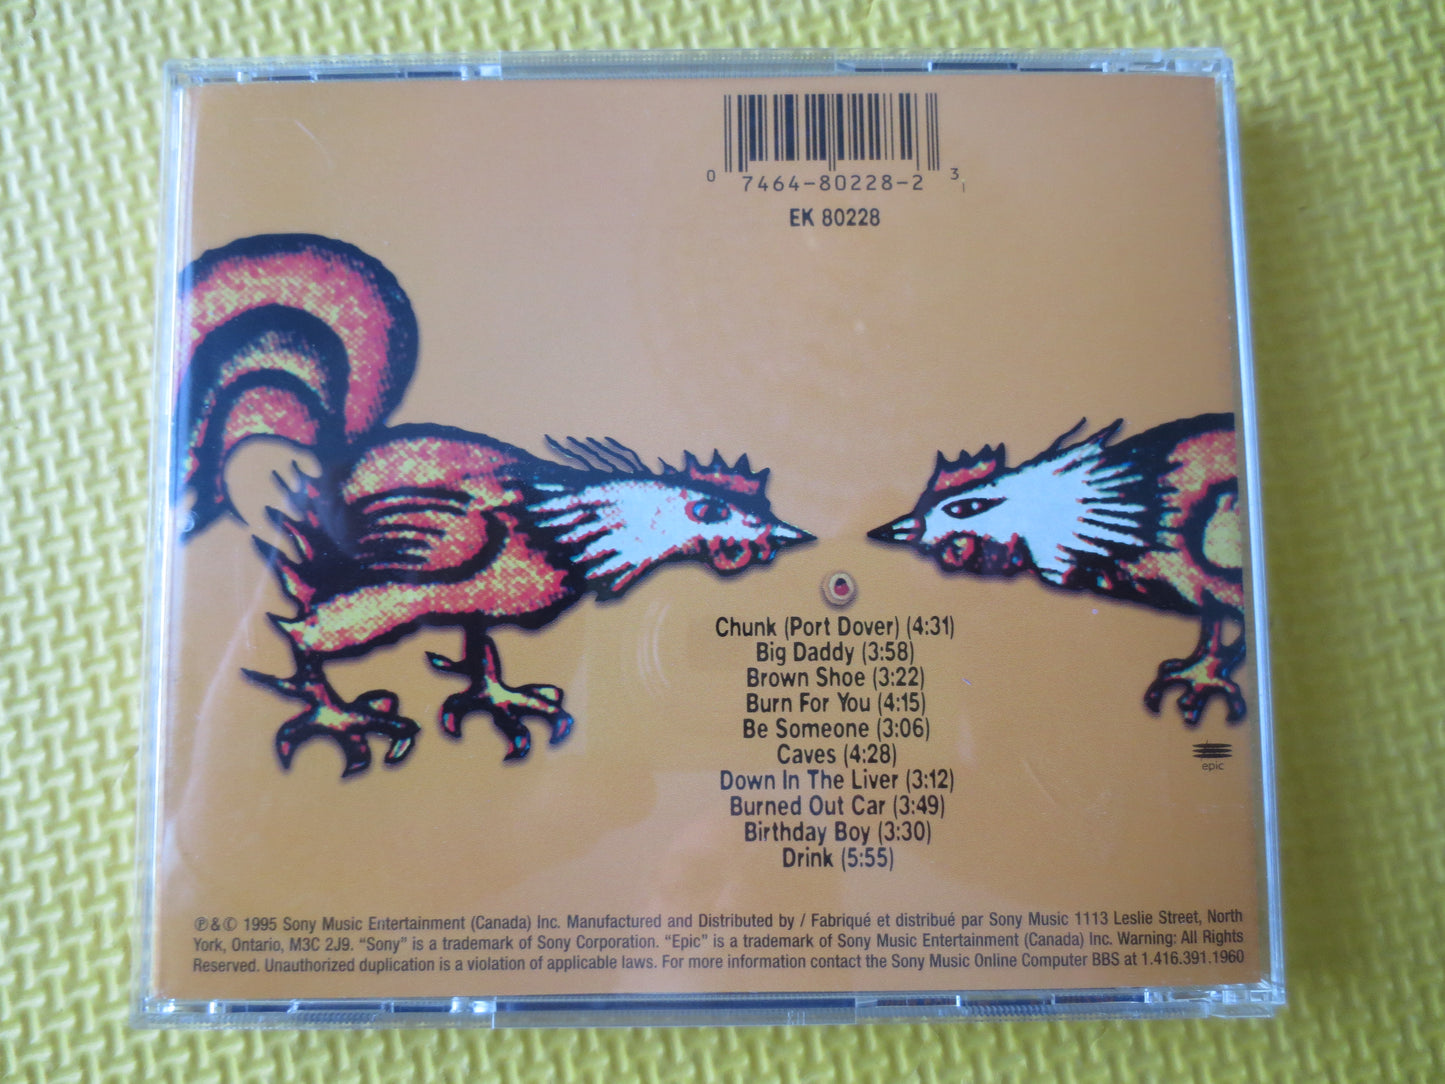 0 7464-80228-2 3
EK 80228
Chunk (Port Dover) (4:31)
Big Daddy (3:58)
Brown Shoe (3:22)
Burn For You (4:15)
Be Someone (3:06)
Caves (4:28)
Down In The Liver (3:12)
Burned Out Car (3:49)
Birthday Boy (3:30)
Drink (5:55)
epic
℗ & © 1995 Sony Music Entertainment (Canada) Inc. Manufactured and Distributed by / Fabriqué et distribué par Sony Music 1113 Leslie Street, North
York, Ontario, M3C 2J9. “Sony” is a trademark of Sony Corporation. “Epic” is a trademark of Sony Music Entertainment (Canada) Inc. Warning: All Rights
Reserved. Unauthorized duplication is a violation of applicable laws. For more information contact the Sony Music Online Computer BBS at 1.416.391.1960